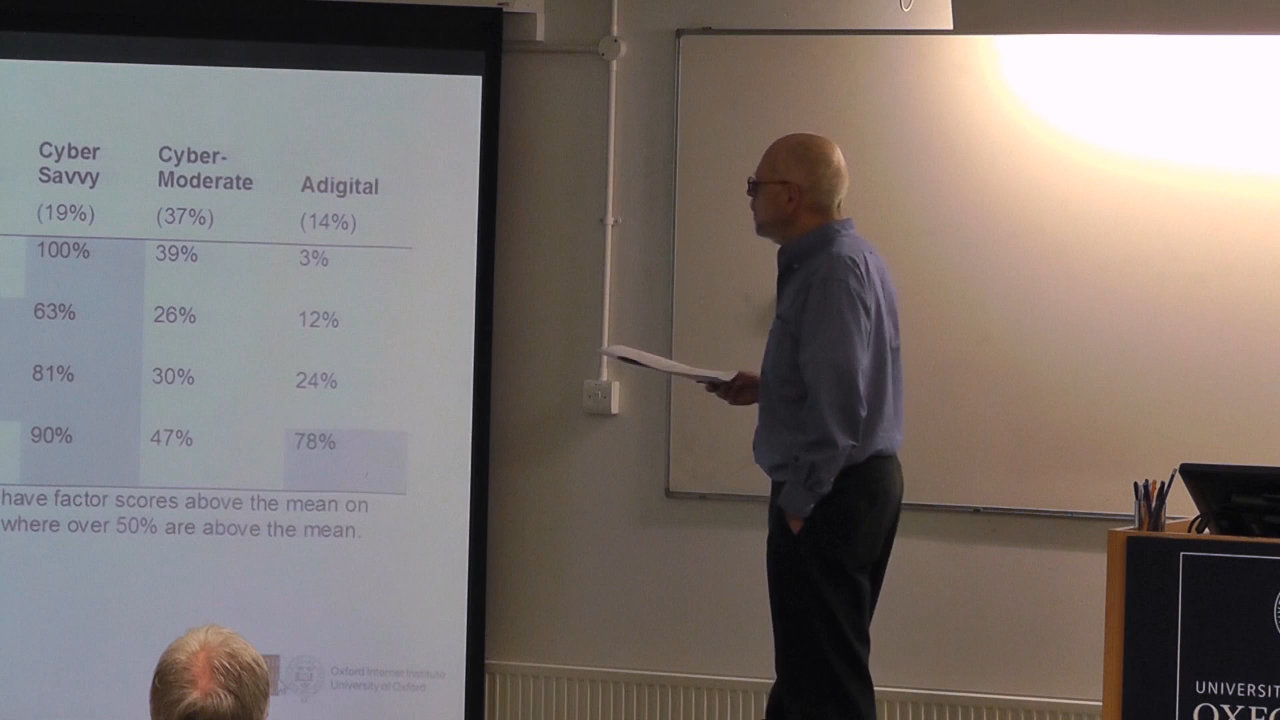 Cyber Cyber-
Savvy Moderate Adigital
(19%) (37%) (14%)
100% 39% 3%
63% 26% 12%
81% 30% 24%
90% 47% 78%
have factor scores above the mean on
where over 50% are above the mean.
Oxford Internet Institute
University of Oxford
UNIVERSIT
OXFO